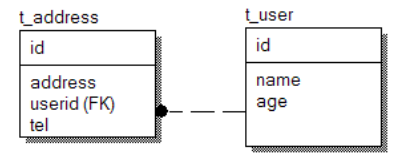 t_address
id
address
userid (FK)
tel
t_user
id
name
age